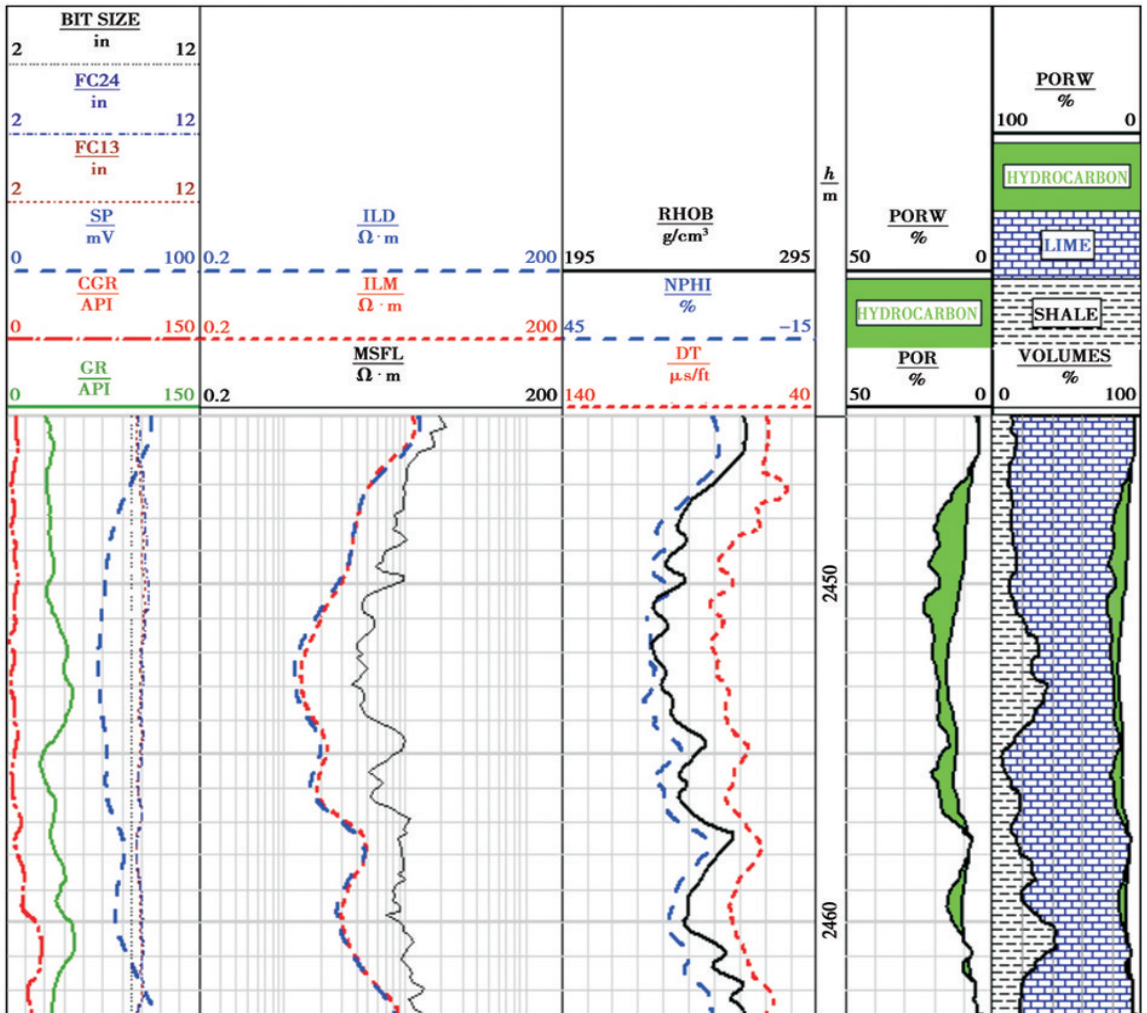 BIT SIZE
in
2 12
FC24
in
2 12
FC13
in
2 12
SP
mV
0 100
CGR
API
0 150
GR
API
0 150
ILD
Ω·m
0.2 200
ILM
Ω·m
0.2 200
MSFL
Ω·m
0.2 200
RHOB
g/cm³
195 295
NPHI
%
45 −15
DT
μs/ft
140 40
h
m
2450
2460
PORW
%
50 0
HYDROCARBON
POR
%
50 0
PORW
%
100 0
HYDROCARBON
LIME
SHALE
VOLUMES
%
0 100